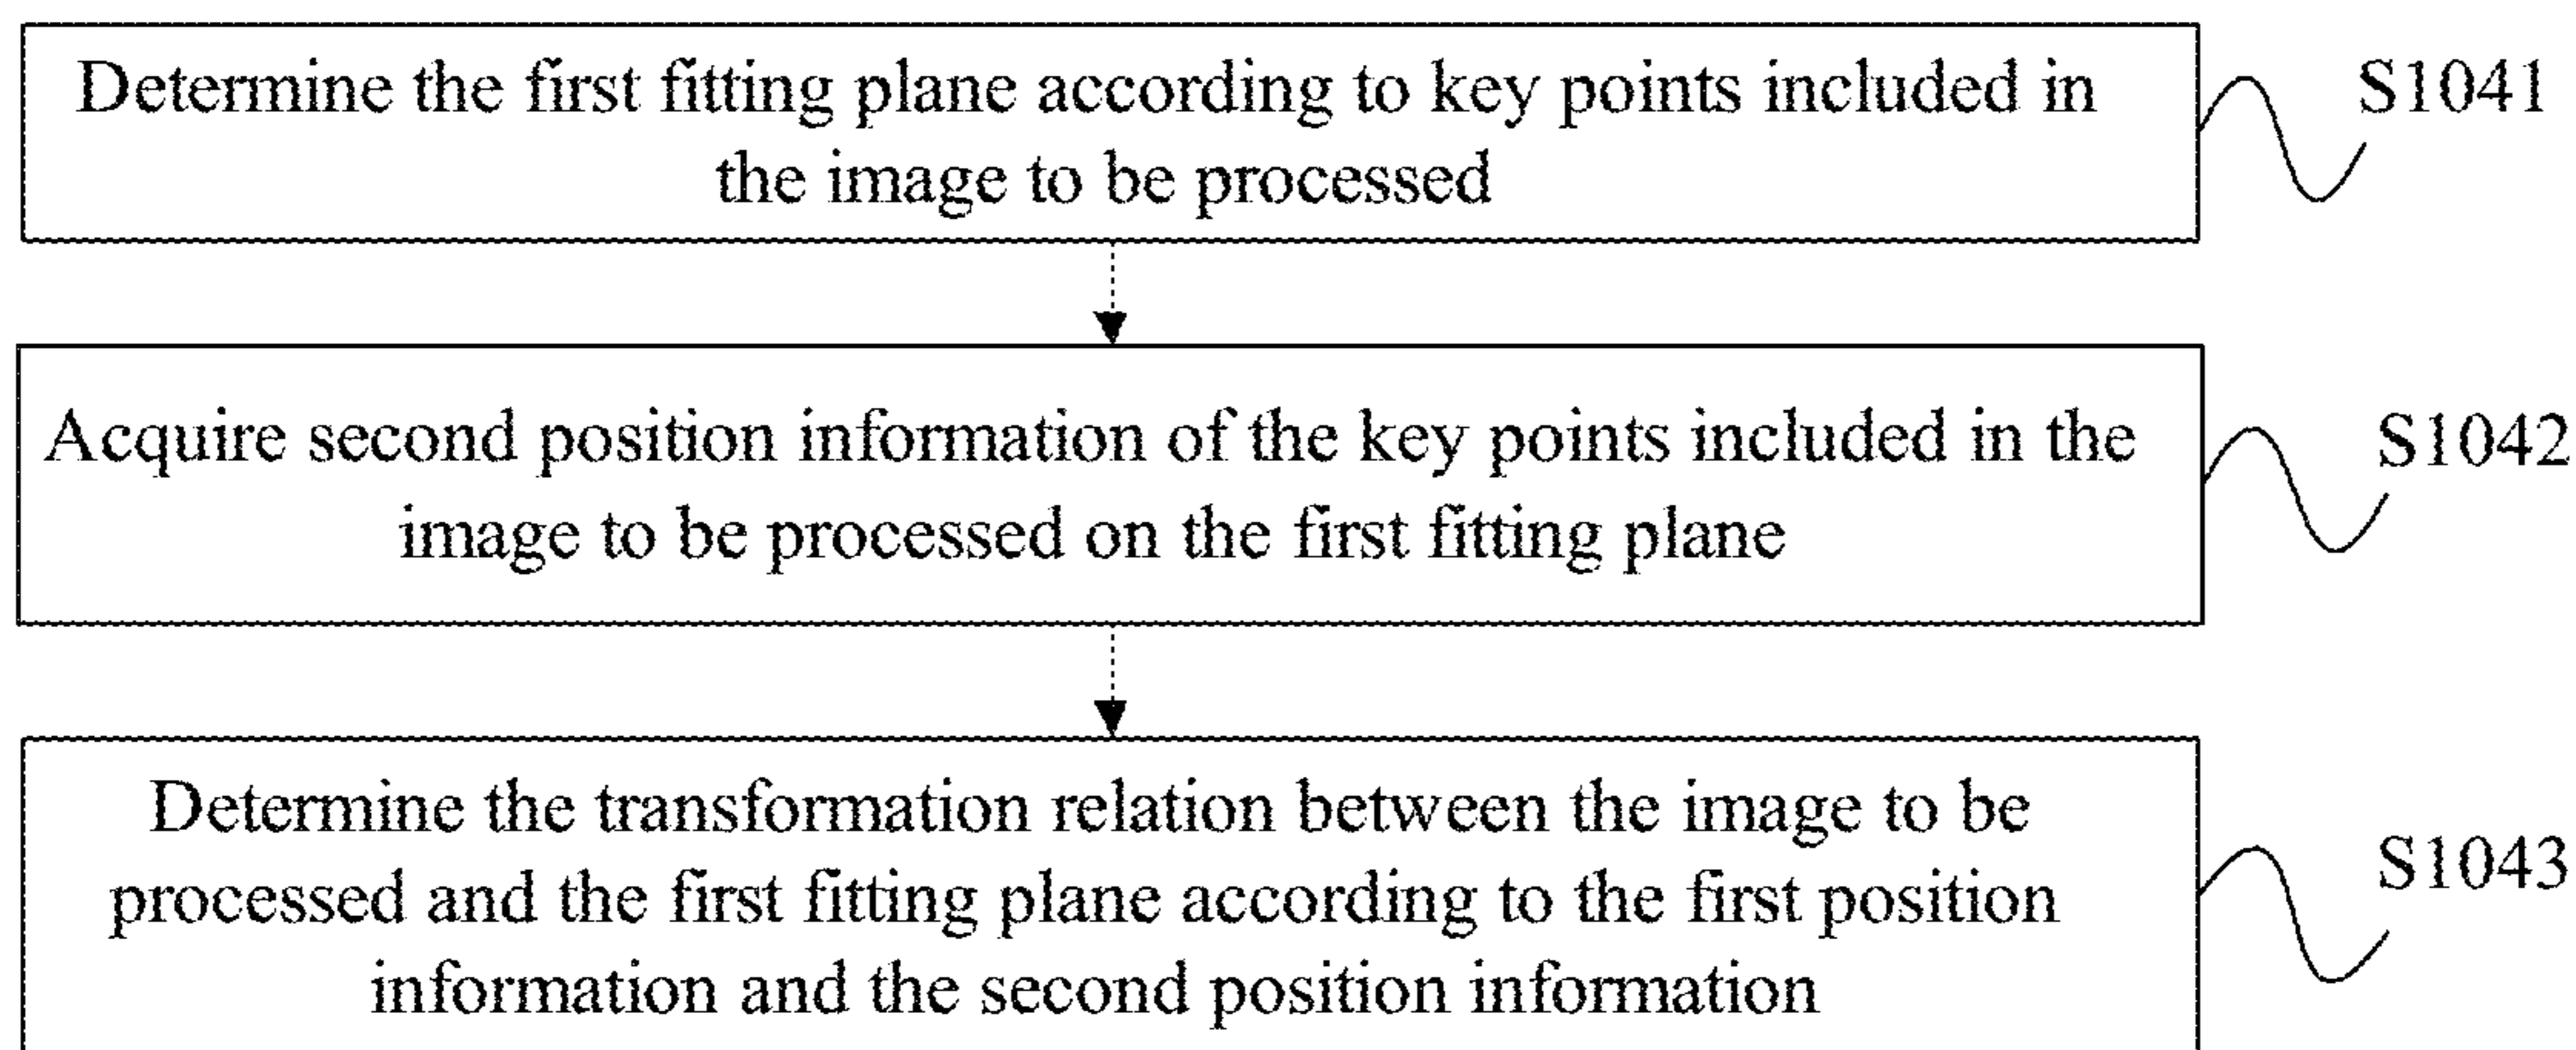 Determine the first fitting plane according to key points included in
the image to be processed
S1041
Acquire second position information of the key points included in the
image to be processed on the first fitting plane
S1042
Determine the transformation relation between the image to be
processed and the first fitting plane according to the first position
information and the second position information
S1043